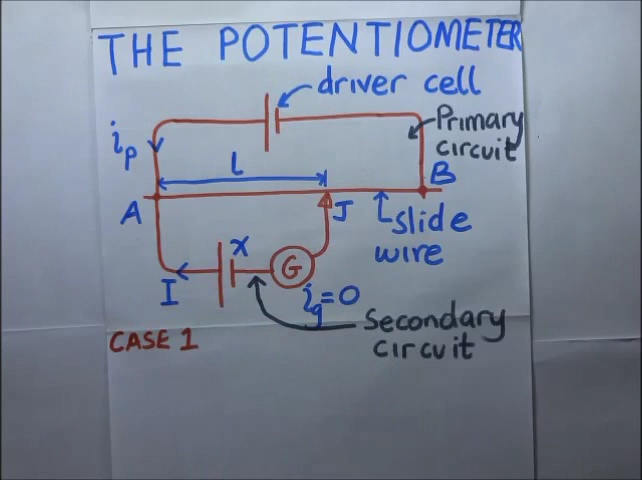 THE POTENTIOMETER
driver cell
Primary
circuit
ip
L
A
B
J
slide
wire
X
G
I
ig=0
Secondary
circuit
CASE 1